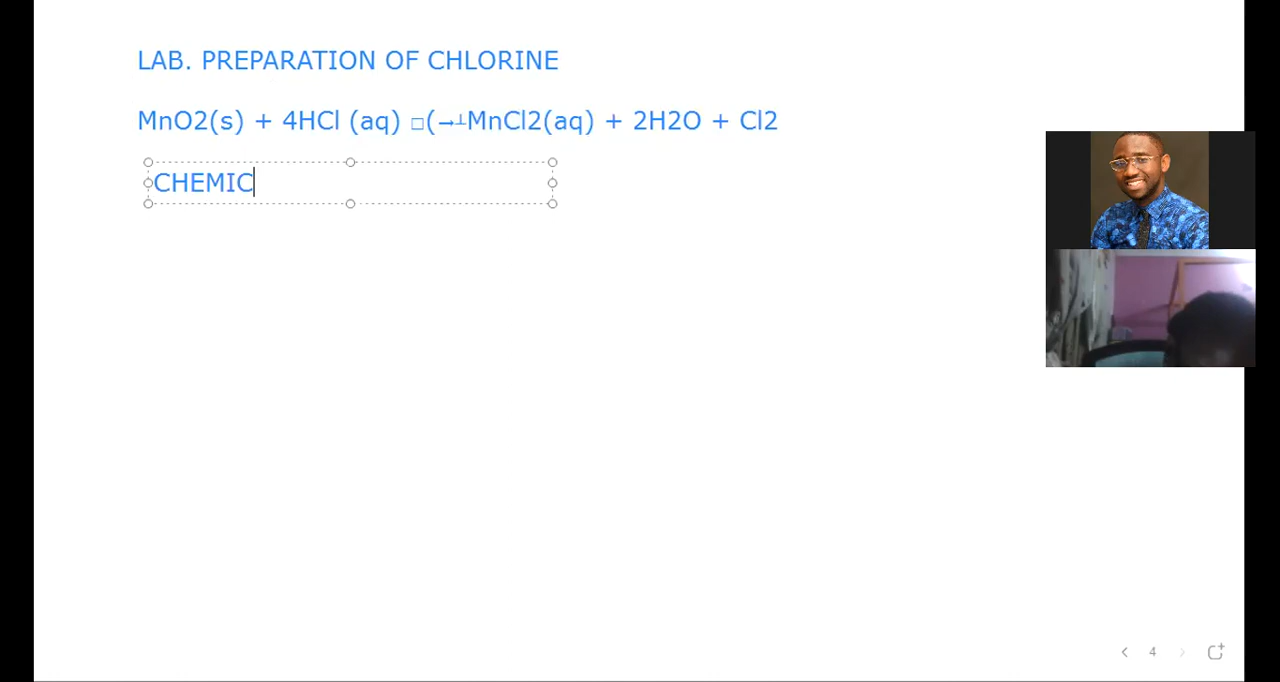 LAB. PREPARATION OF CHLORINE
MnO2(s) + 4HCl (aq) □(→┴MnCl2(aq) + 2H2O + Cl2
CHEMIC
4